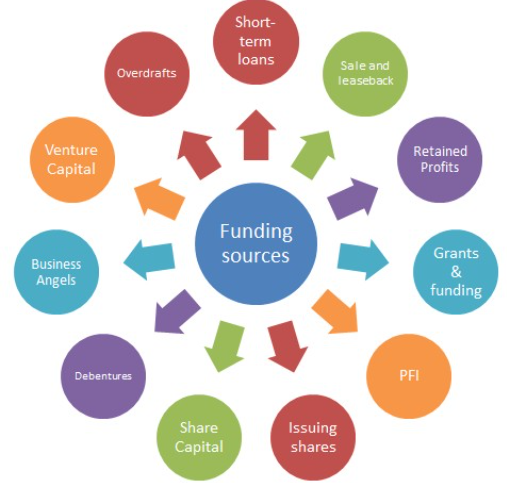 Funding
sources
Short-
term
loans
Sale and
leaseback
Retained
Profits
Grants
&
funding
PFI
Issuing
shares
Share
Capital
Debentures
Business
Angels
Venture
Capital
Overdrafts